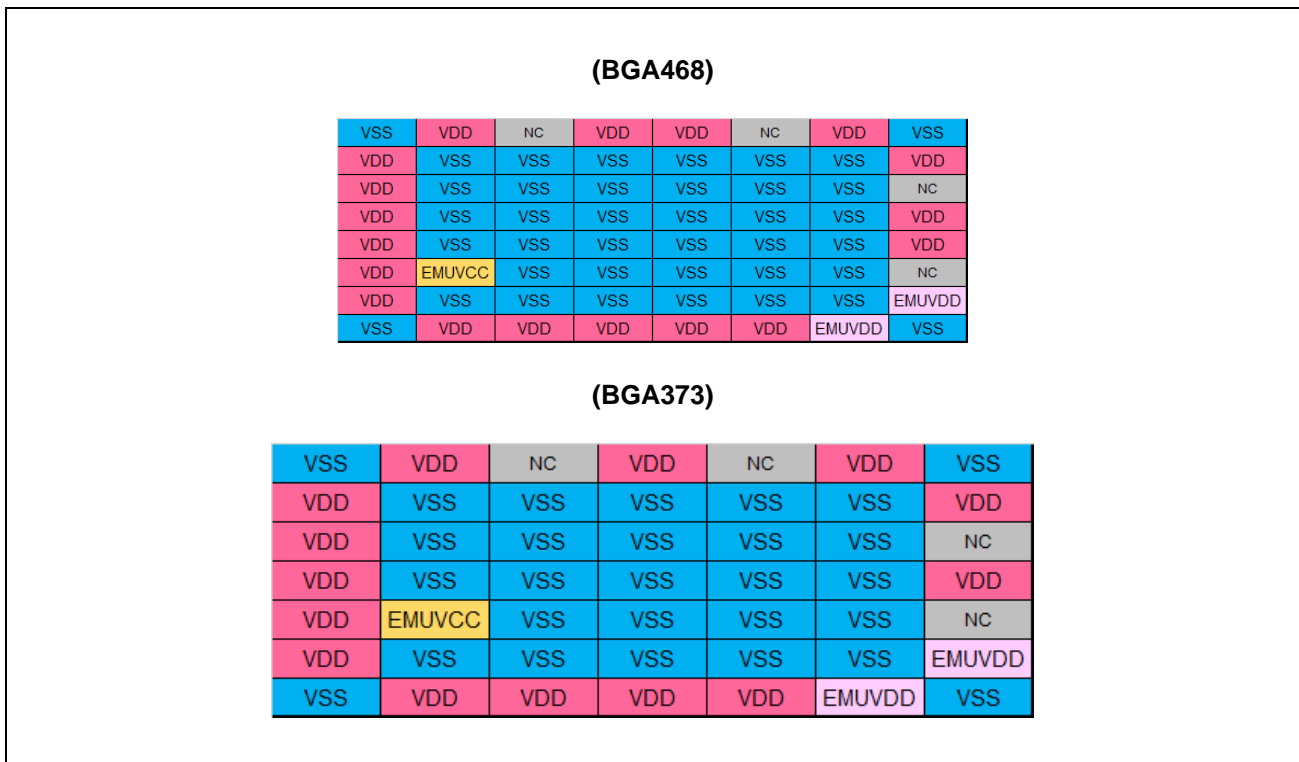 (BGA468)
VSS VDD NC VDD VDD NC VDD VSS
VDD VSS VSS VSS VSS VSS VSS VDD
VDD VSS VSS VSS VSS VSS VSS NC
VDD VSS VSS VSS VSS VSS VSS VDD
VDD VSS VSS VSS VSS VSS VSS VDD
VDD EMUVCC VSS VSS VSS VSS VSS NC
VDD VSS VSS VSS VSS VSS VSS EMUVDD
VSS VDD VDD VDD VDD VDD EMUVDD VSS
(BGA373)
VSS VDD NC VDD NC VDD VSS
VDD VSS VSS VSS VSS VSS VDD
VDD VSS VSS VSS VSS VSS NC
VDD VSS VSS VSS VSS VSS VDD
VDD EMUVCC VSS VSS VSS VSS NC
VDD VSS VSS VSS VSS VSS EMUVDD
VSS VDD VDD VDD VDD EMUVDD VSS